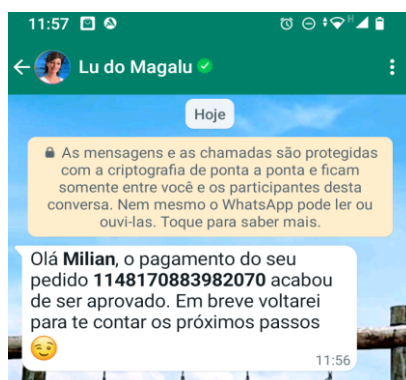 11:57
Lu do Magalu
Hoje
As mensagens e as chamadas são protegidas
com a criptografia de ponta a ponta e ficam
somente entre você e os participantes desta
conversa. Nem mesmo o WhatsApp pode ler ou
ouvi-las. Toque para saber mais.
Olá Milian, o pagamento do seu
pedido 1148170883982070 acabou
de ser aprovado. Em breve voltarei
para te contar os próximos passos
😉
11:56